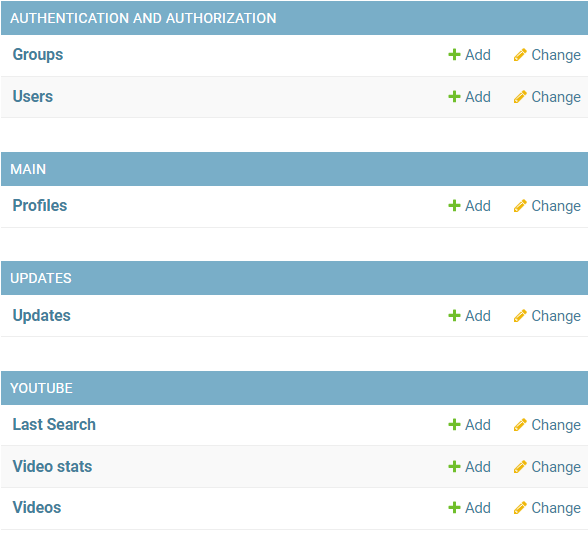 AUTHENTICATION AND AUTHORIZATION
Groups Add Change
Users Add Change
MAIN
Profiles Add Change
UPDATES
Updates Add Change
YOUTUBE
Last Search Add Change
Video stats Add Change
Videos Add Change